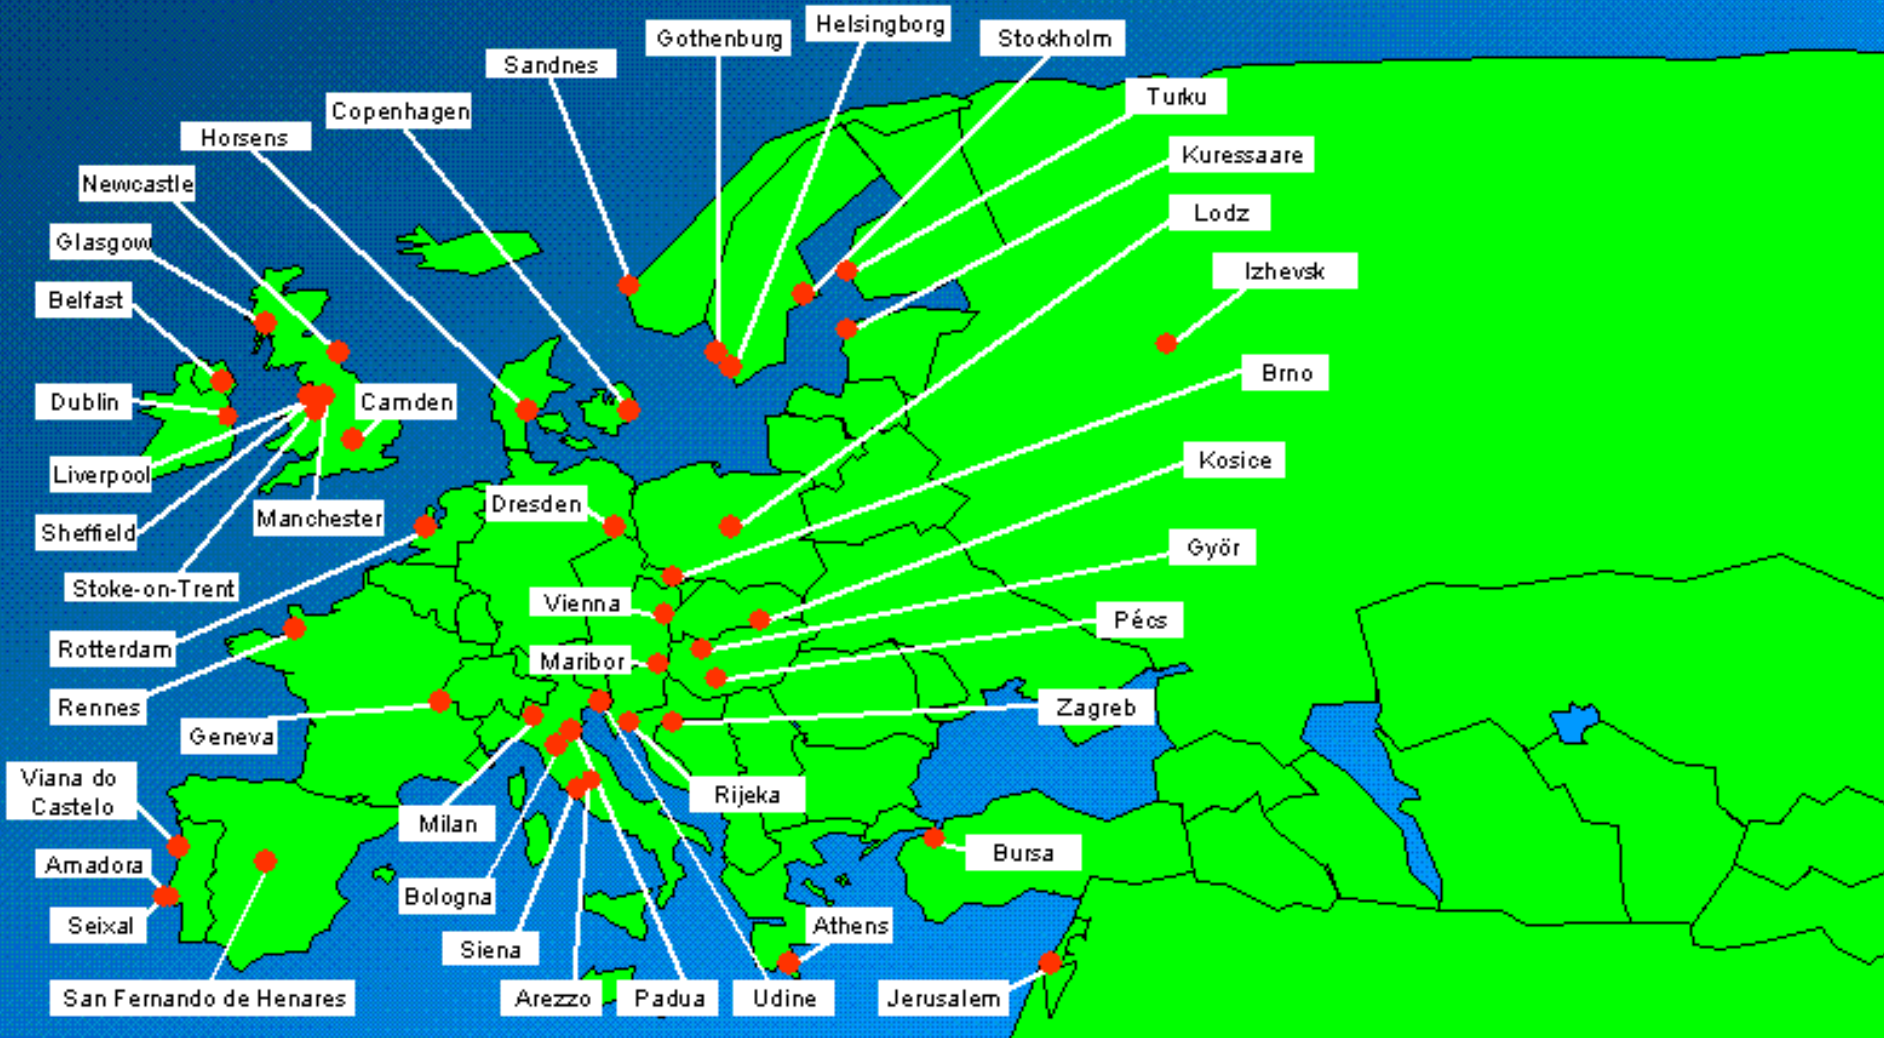 Helsingborg
Gothenburg
Stockholm
Sandnes
Turku
Copenhagen
Horsens
Kuressaare
Newcastle
Lodz
Glasgow
Izhevsk
Belfast
Brno
Dublin
Camden
Kosice
Liverpool
Dresden
Manchester
Sheffield
Györ
Stoke-on-Trent
Vienna
Pécs
Rotterdam
Maribor
Rennes
Zagreb
Geneva
Viana do
Castelo
Rijeka
Milan
Bursa
Amadora
Bologna
Seixal
Athens
Siena
San Fernando de Henares
Arezzo
Padua
Udine
Jerusalem